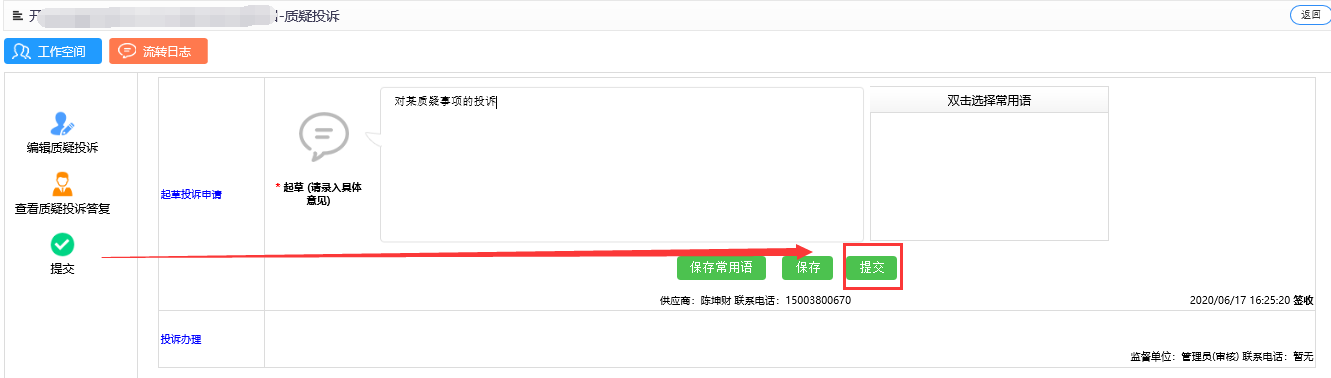 开
-质疑投诉
返回
工作空间
流转日志
编辑质疑投诉
查看质疑投诉答复
提交
起草投诉申请
* 起草 (请录入具体
意见)
对某质疑事项的投诉
双击选择常用语
保存常用语
保存
提交
供应商：陈坤财 联系电话：15003800670
2020/06/17 16:25:20 签收
投诉办理
监督单位：管理员(审核) 联系电话：暂无